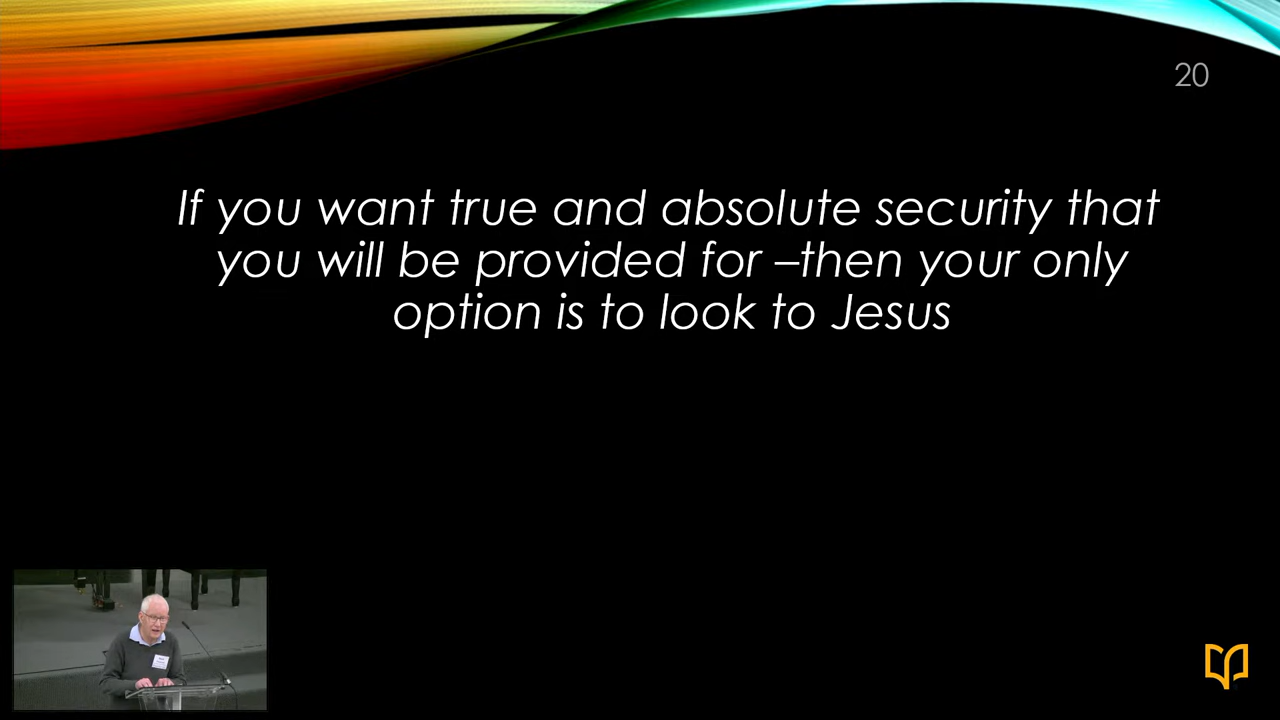 20
If you want true and absolute security that
you will be provided for –then your only
option is to look to Jesus